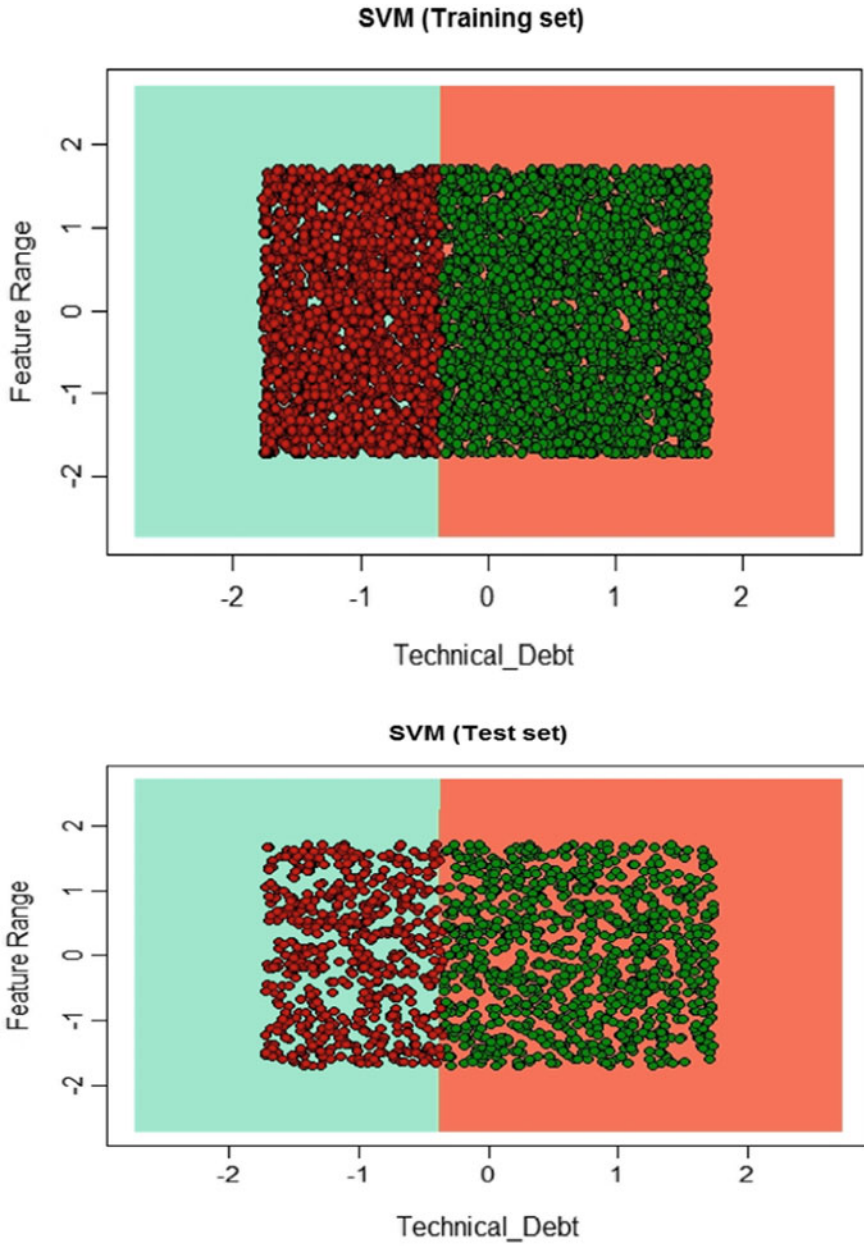 SVM (Training set)
2
1
0
-1
-2
Feature Range
-2 -1 0 1 2
Technical_Debt
SVM (Test set)
2
1
0
-1
-2
Feature Range
-2 -1 0 1 2
Technical_Debt